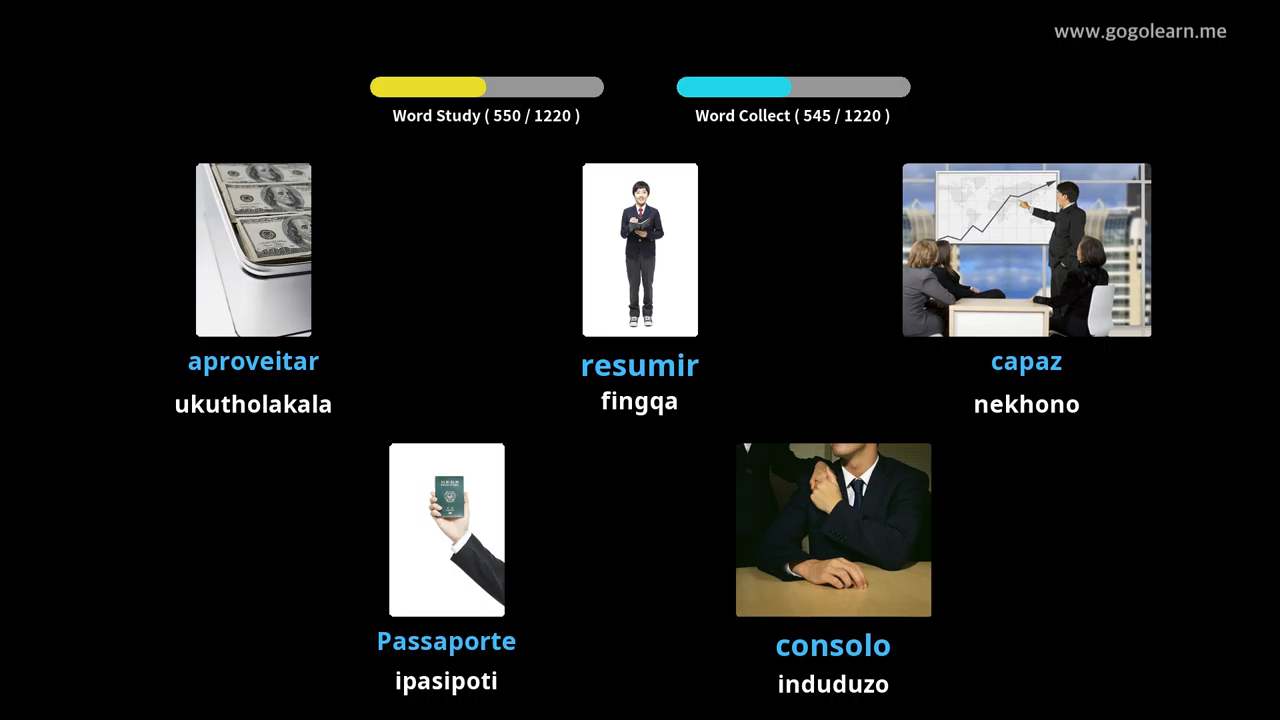 www.gogolearn.me
Word Study ( 550 / 1220 )
Word Collect ( 545 / 1220 )
aproveitar
ukutholakala
resumir
fingqa
capaz
nekhono
Passaporte
ipasipoti
consolo
induduzo